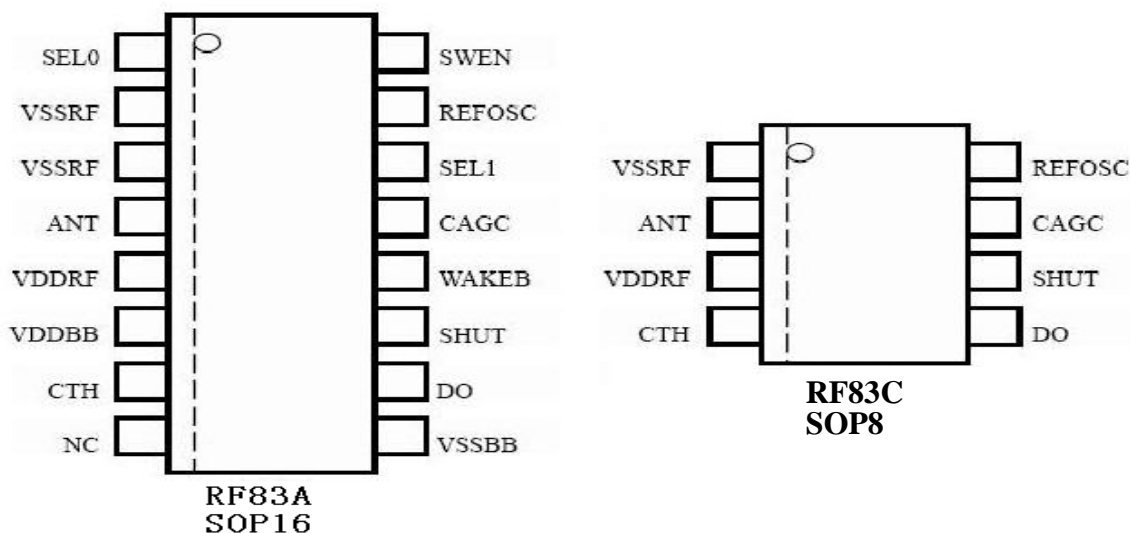 SEL0
VSSRF
VSSRF
ANT
VDDRF
VDDBB
CTH
NC
SWEN
REFOSC
SEL1
CAGC
WAKEB
SHUT
DO
VSSBB
RF83A
SOP16
VSSRF
ANT
VDDRF
CTH
REFOSC
CAGC
SHUT
DO
RF83C
SOP8